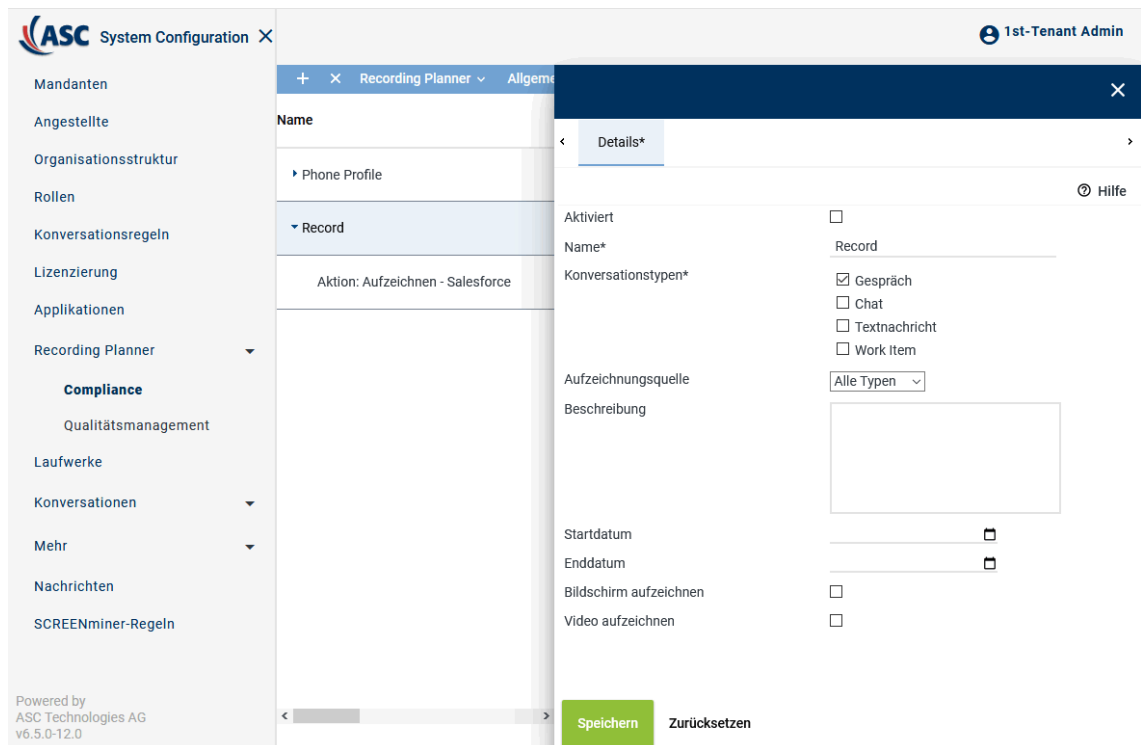 ASC System Configuration
1st-Tenant Admin
Mandanten
Angestellte
Organisationsstruktur
Rollen
Konversationsregeln
Lizenzierung
Applikationen
Recording Planner
Compliance
Qualitätsmanagement
Laufwerke
Konversationen
Mehr
Nachrichten
SCREENminer-Regeln
Powered by
ASC Technologies AG
v6.5.0-12.0
Recording Planner Allgeme
Name
Phone Profile
Record
Aktion: Aufzeichnen - Salesforce
Details*
Hilfe
Aktiviert
Name* Record
Konversationstypen* Gespräch
Chat
Textnachricht
Work Item
Aufzeichnungsquelle Alle Typen
Beschreibung
Startdatum
Enddatum
Bildschirm aufzeichnen
Video aufzeichnen
Speichern Zurücksetzen